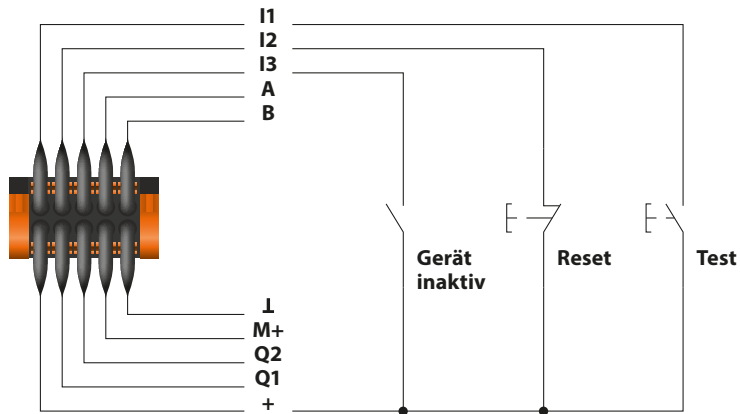 I1
I2
I3
A
B
Gerät
inaktiv
Reset
Test
⊥
M+
Q2
Q1
+